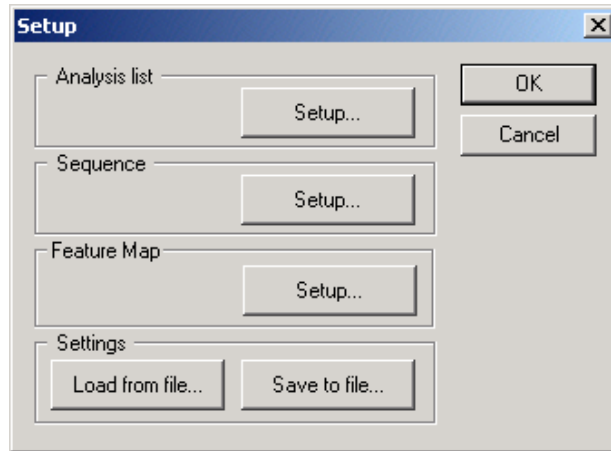 Setup
Analysis list
Setup...
OK
Cancel
Sequence
Setup...
Feature Map
Setup...
Settings
Load from file...
Save to file...